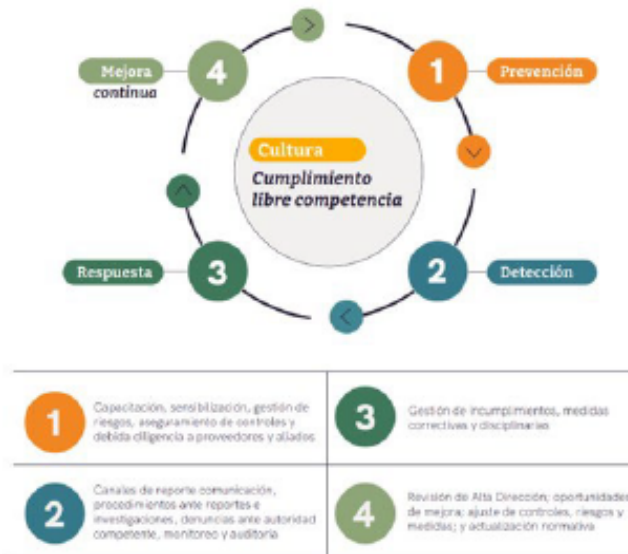 4
Mejora
continua
1
Prevención
Cultura
Cumplimiento
libre competencia
Respuesta
3
2
Detección
1
Capacitación, sensibilización, gestión de
riesgos, aseguramiento de controles y
debida diligencia a proveedores y aliados
3
Gestión de incumplimientos, medidas
correctivas y disciplinarias
2
Canales de reporte comunicación,
procedimientos ante reportes e
investigaciones, denuncias ante autoridad
competente, monitoreo y auditoria
4
Revisión de Alta Dirección; oportunidades
de mejora; ajuste de controles, riesgos y
medidas; y actualización normativa